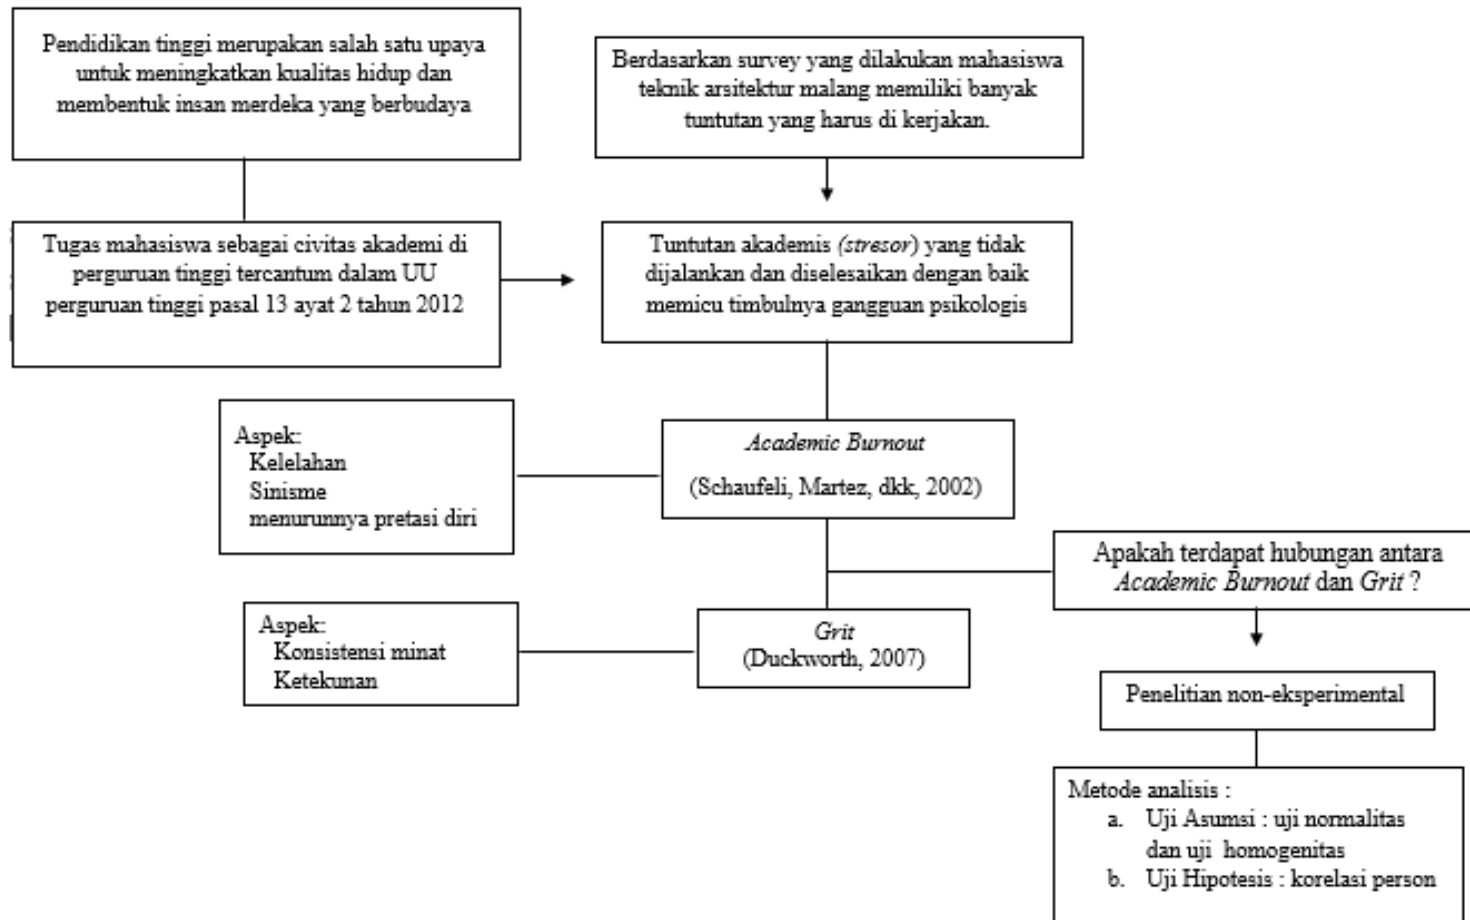 Pendidikan tinggi merupakan salah satu upaya
untuk meningkatkan kualitas hidup dan
membentuk insan merdeka yang berbudaya
Berdasarkan survey yang dilakukan mahasiswa
teknik arsitektur malang memiliki banyak
tuntutan yang harus di kerjakan.
Tugas mahasiswa sebagai civitas akademi di
perguruan tinggi tercantum dalam UU
perguruan tinggi pasal 13 ayat 2 tahun 2012
Tuntutan akademis (stresor) yang tidak
dijalankan dan diselesaikan dengan baik
memicu timbulnya gangguan psikologis
Aspek:
Kelelahan
Sinisme
menurunnya pretasi diri
Academic Burnout
(Schaufeli, Martez, dkk, 2002)
Apakah terdapat hubungan antara
Academic Burnout dan Grit ?
Aspek:
Konsistensi minat
Ketekunan
Grit
(Duckworth, 2007)
Penelitian non-eksperimental
Metode analisis :
a. Uji Asumsi : uji normalitas
dan uji homogenitas
b. Uji Hipotesis : korelasi person